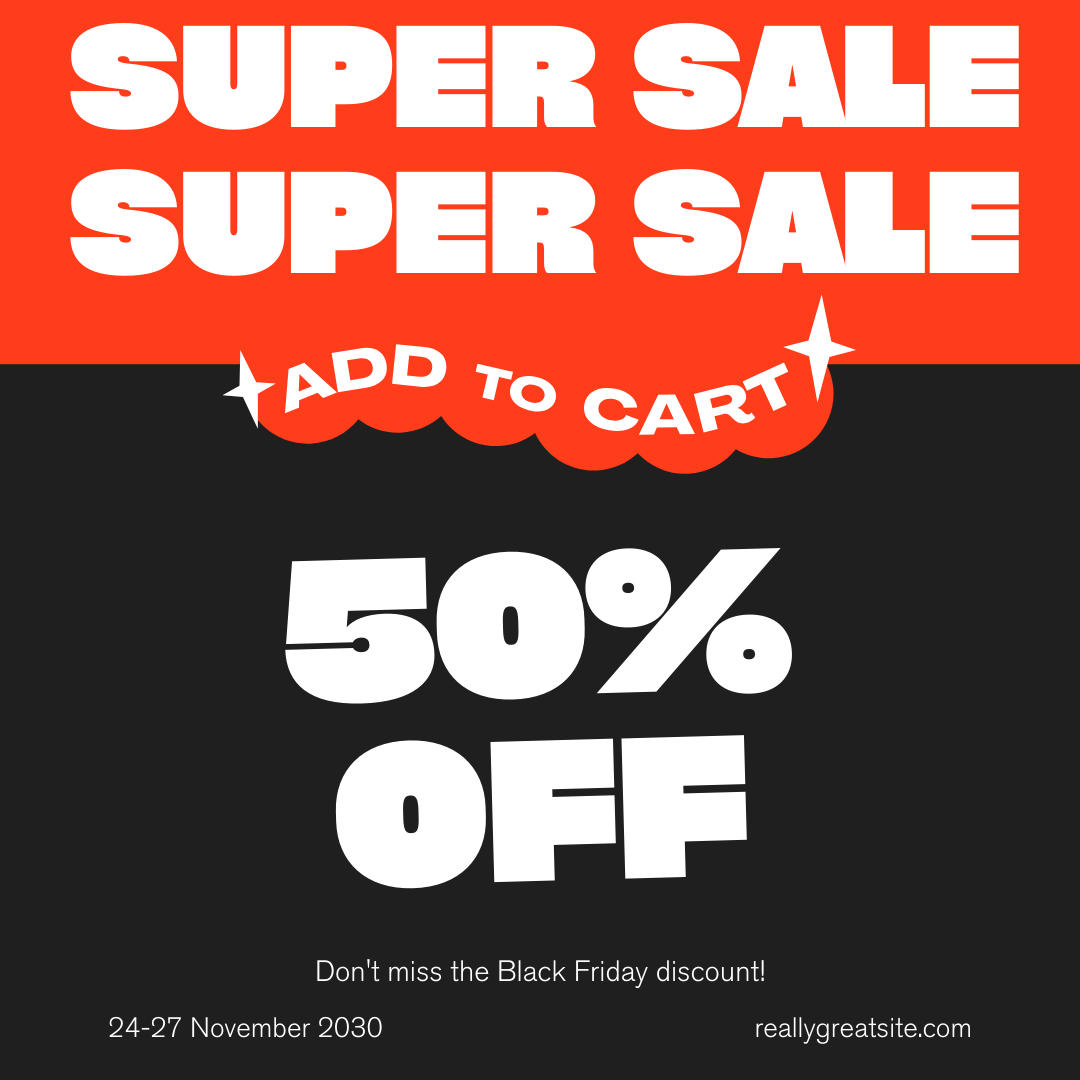 SUPER SALE
SUPER SALE
ADD TO CART
50%
OFF
Don't miss the Black Friday discount!
24-27 November 2030
reallygreatsite.com